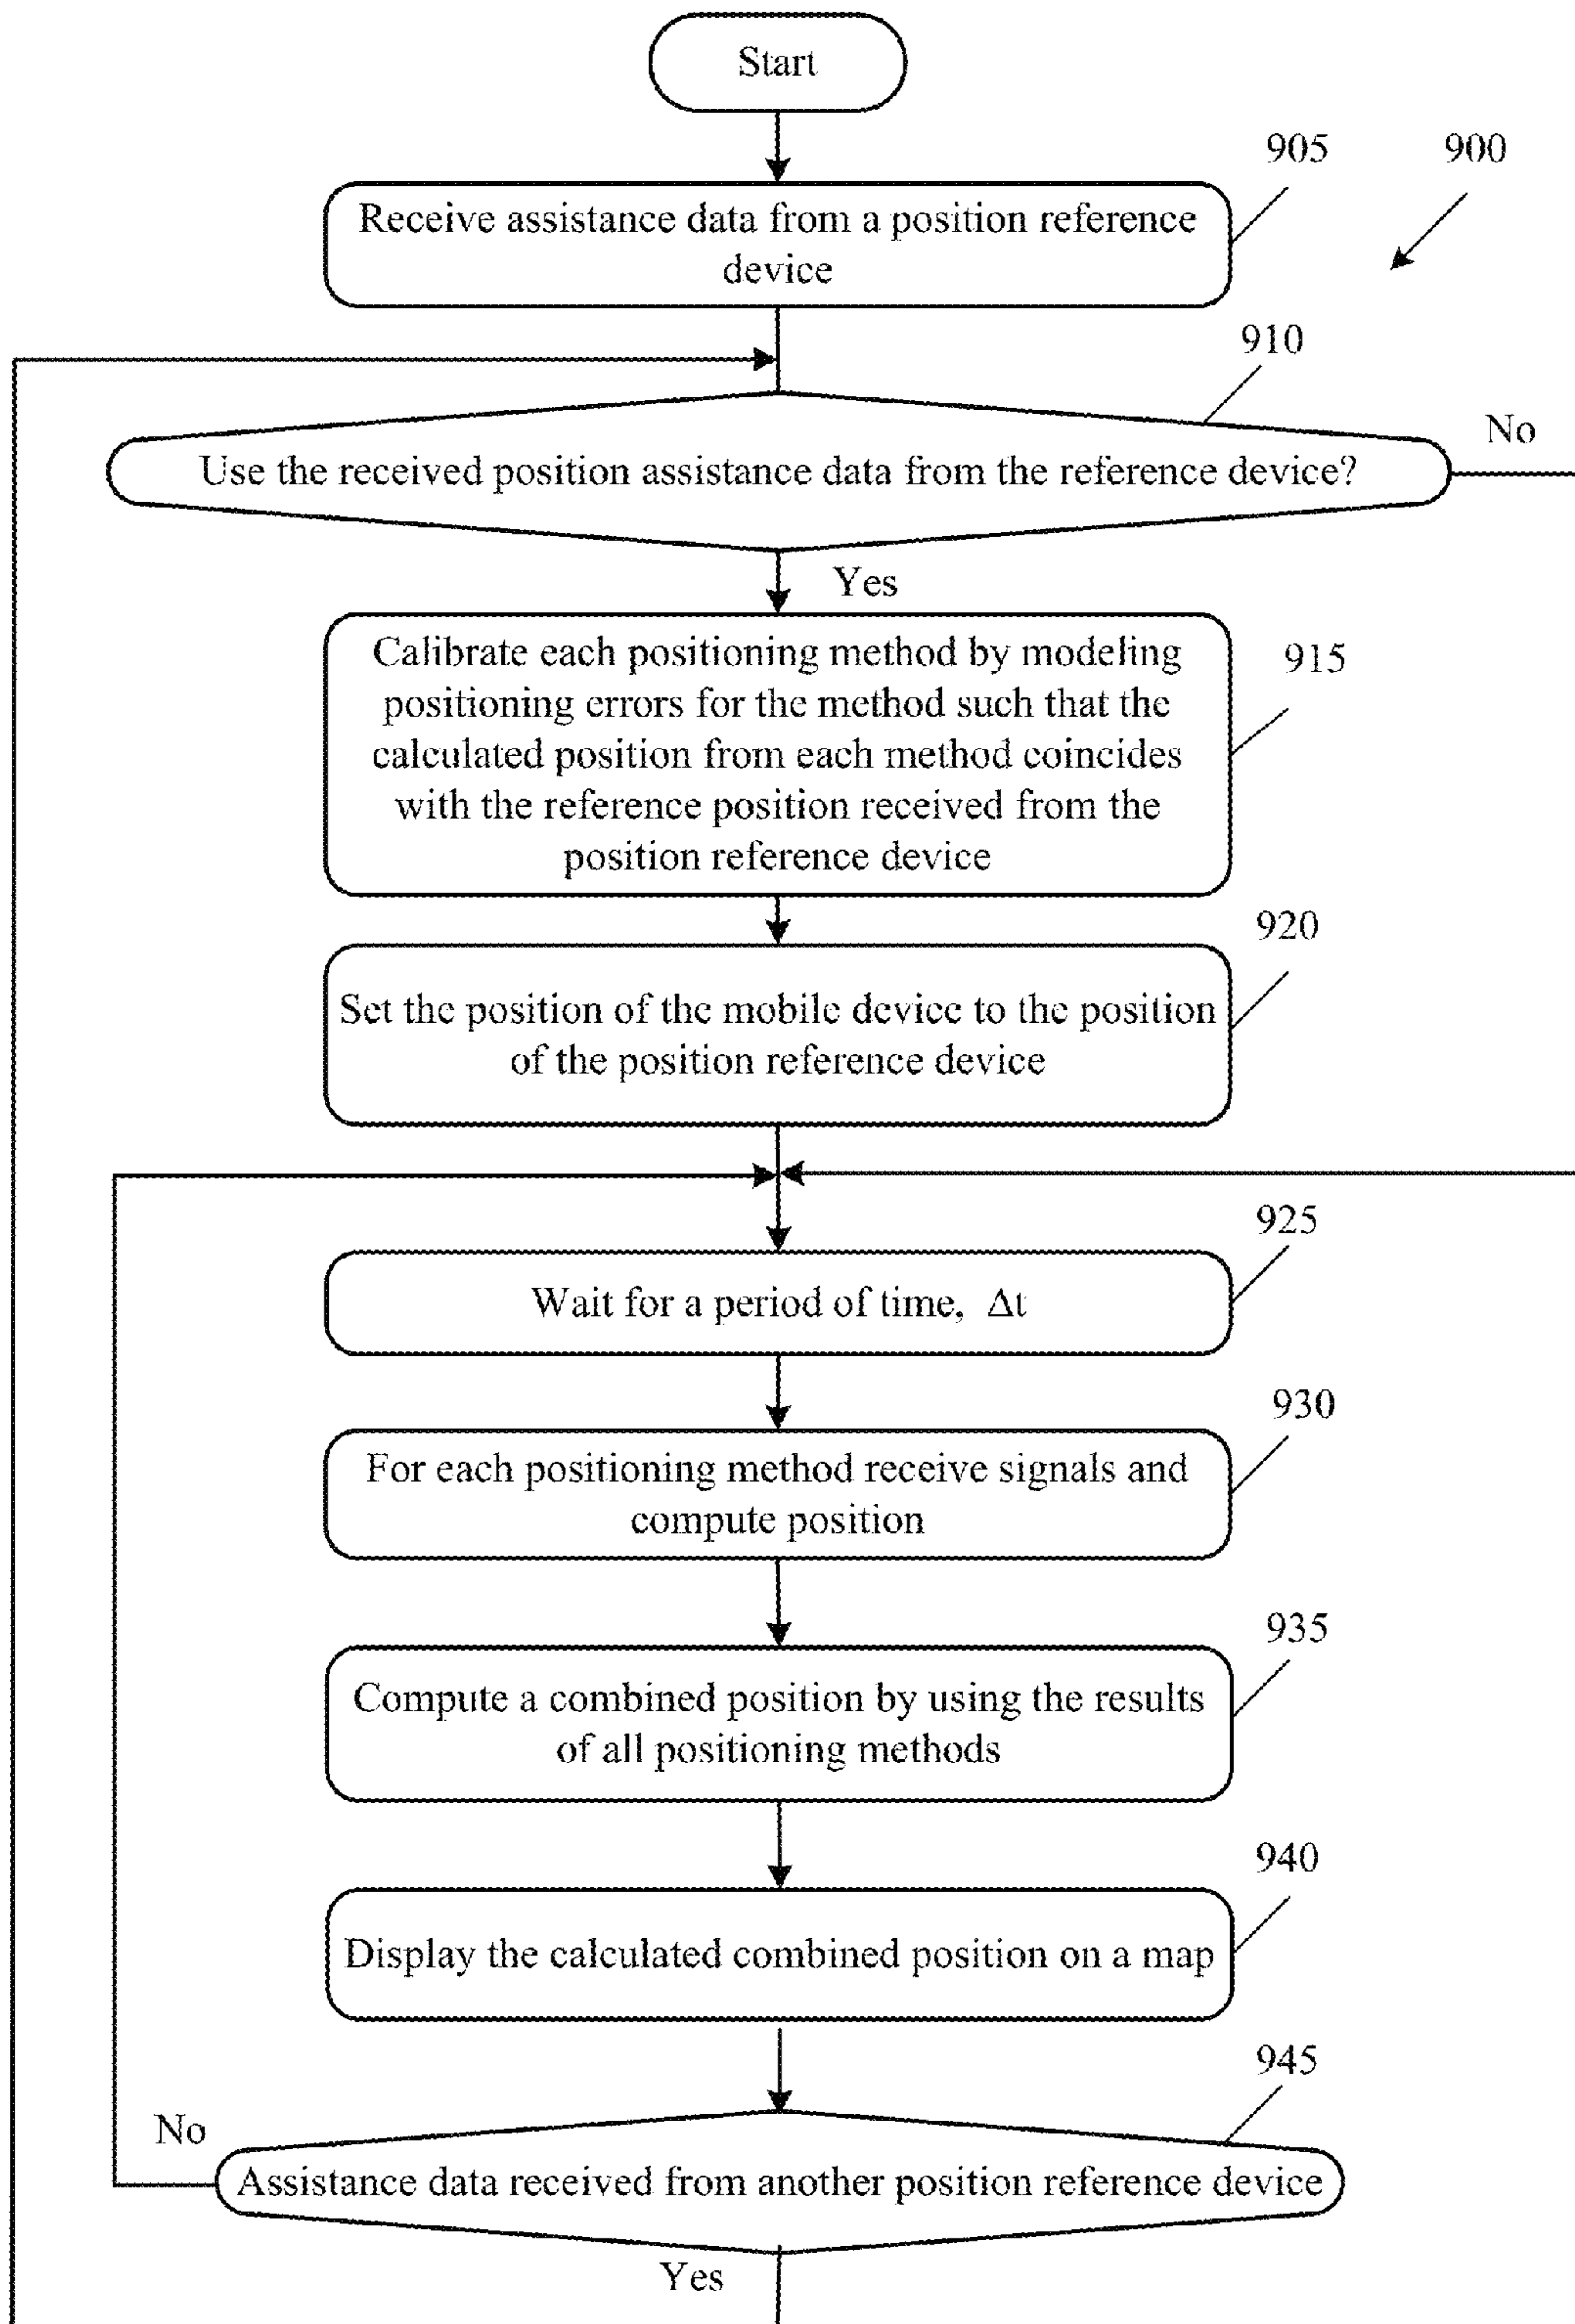 Start
905
900
Receive assistance data from a position reference
device
910
No
Use the received position assistance data from the reference device?
Yes
Calibrate each positioning method by modeling
positioning errors for the method such that the
calculated position from each method coincides
with the reference position received from the
position reference device
915
920
Set the position of the mobile device to the position
of the position reference device
925
Wait for a period of time, Δt
930
For each positioning method receive signals and
compute position
935
Compute a combined position by using the results
of all positioning methods
940
Display the calculated combined position on a map
945
No
Assistance data received from another position reference device
Yes